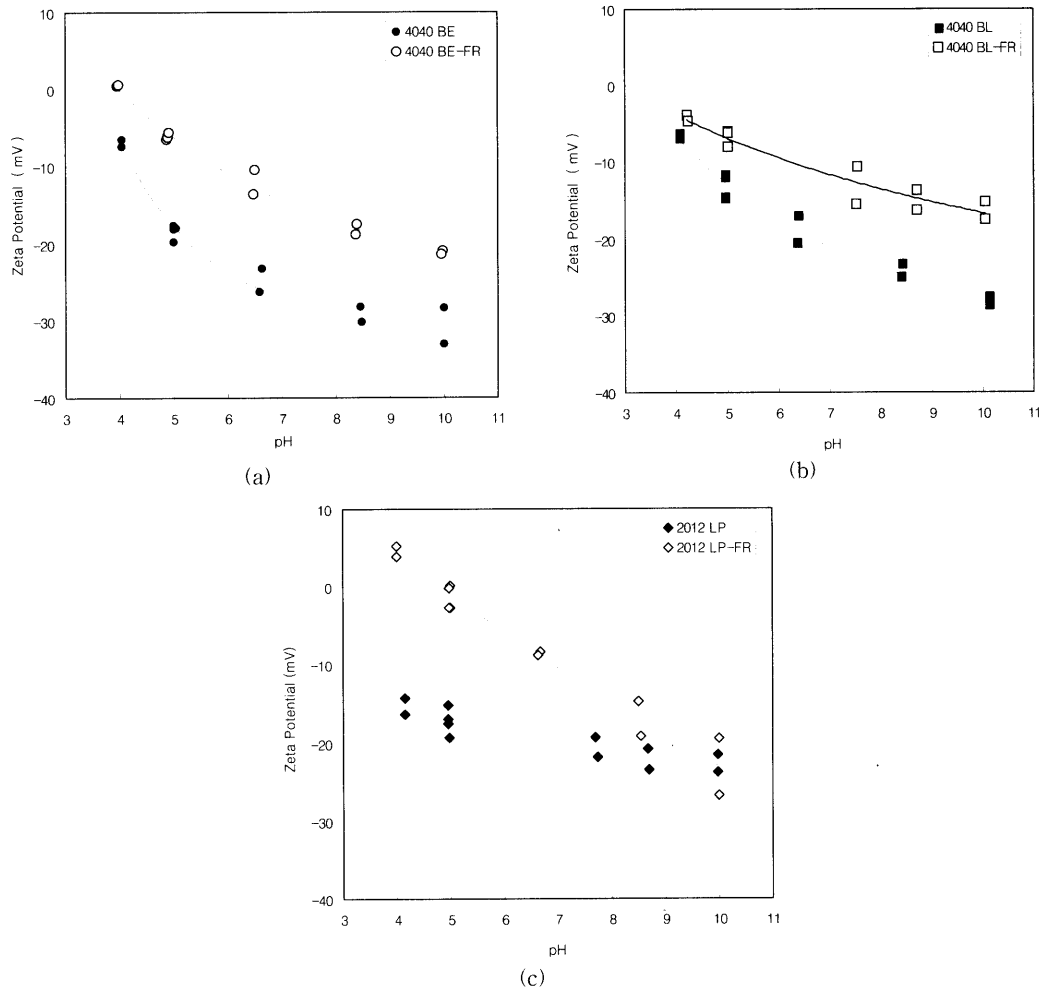 10
0
-10
-20
-30
-40
Zeta Potential ( mV )
3 4 5 6 7 8 9 10 11
pH
4040 BE
4040 BE-FR
(a)
10
0
-10
-20
-30
-40
Zeta Potential ( mV )
3 4 5 6 7 8 9 10 11
pH
4040 BL
4040 BL-FR
(b)
10
0
-10
-20
-30
-40
Zeta Potential (mV)
3 4 5 6 7 8 9 10 11
pH
2012 LP
2012 LP-FR
(c)